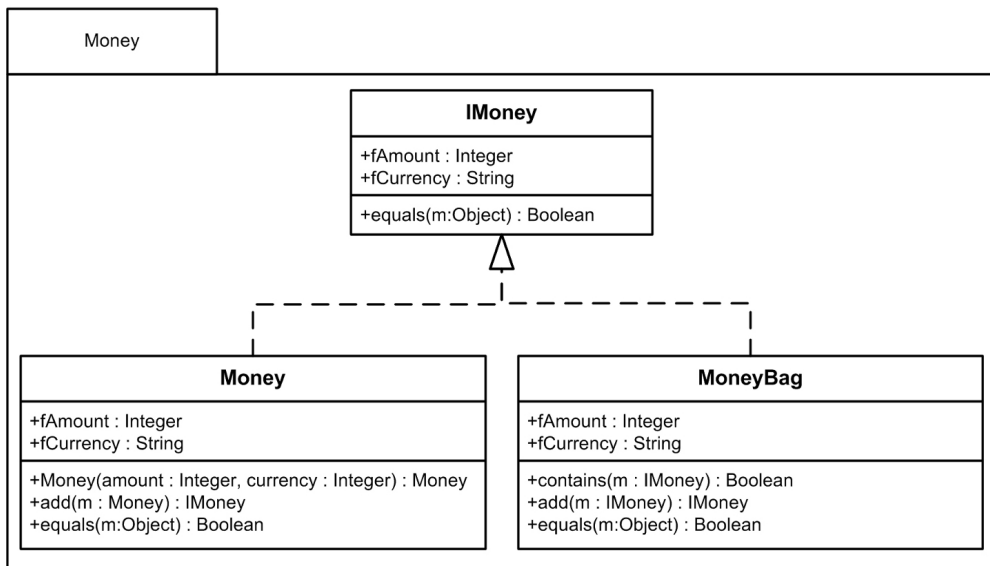 Money
IMoney
+fAmount : Integer
+fCurrency : String
+equals(m:Object) : Boolean
Money
+fAmount : Integer
+fCurrency : String
+Money(amount : Integer, currency : Integer) : Money
+add(m : Money) : IMoney
+equals(m:Object) : Boolean
MoneyBag
+fAmount : Integer
+fCurrency : String
+contains(m : IMoney) : Boolean
+add(m : IMoney) : IMoney
+equals(m:Object) : Boolean